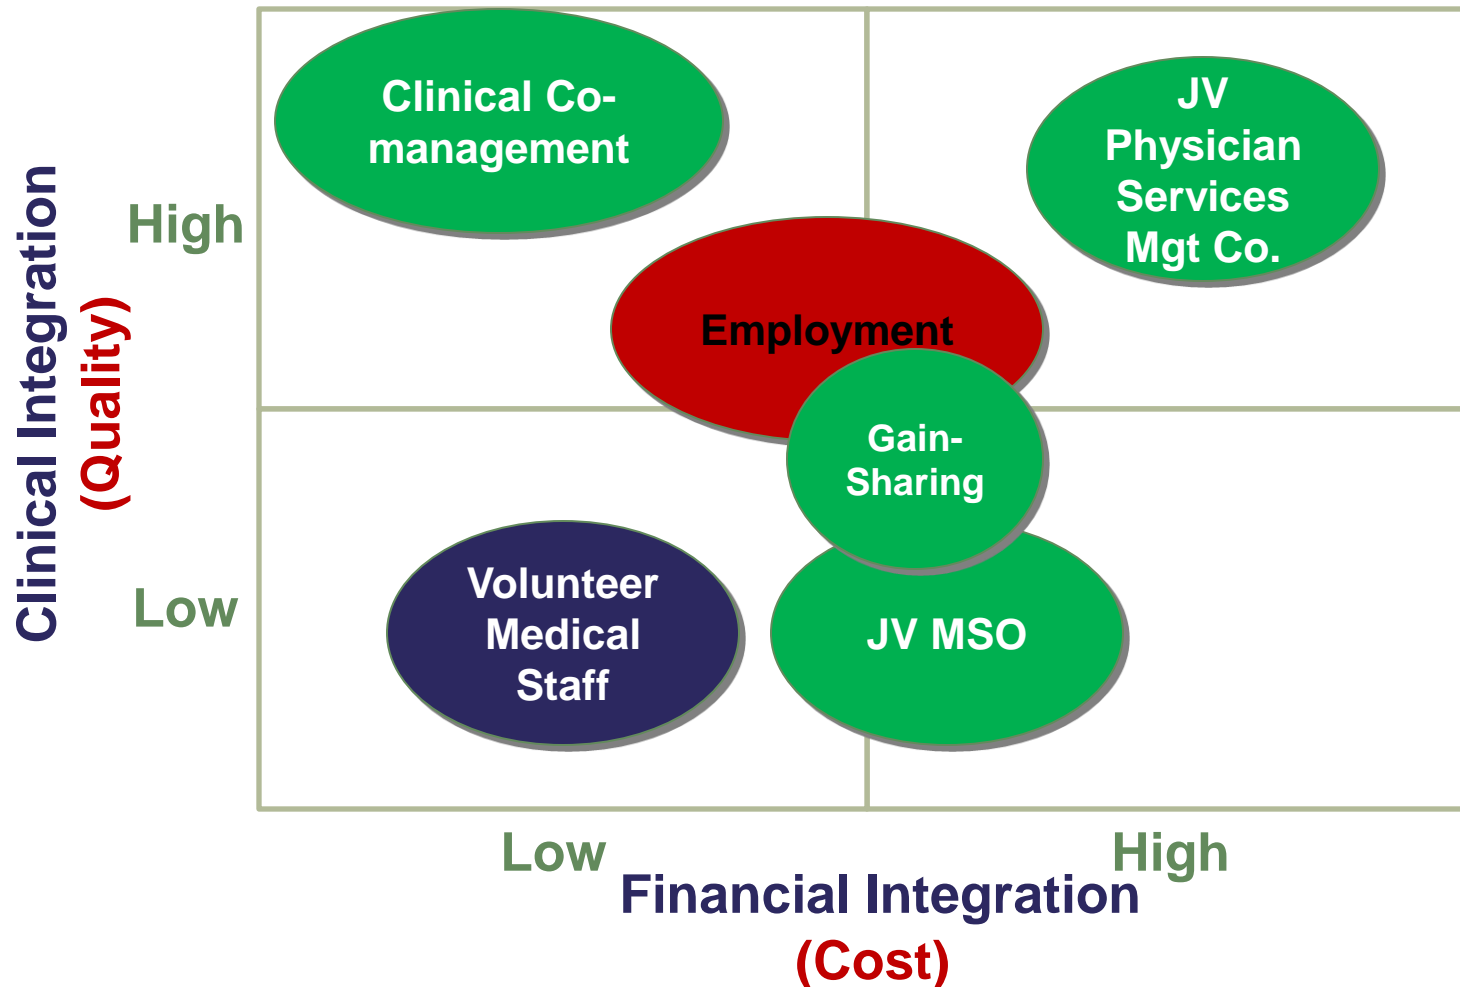 Clinical Co-
management
JV
Physician
Services
Mgt Co.
Clinical Integration
(Quality)
High
Employment
Gain-
Sharing
Low
Volunteer
Medical
Staff
JV MSO
Low
High
Financial Integration
(Cost)